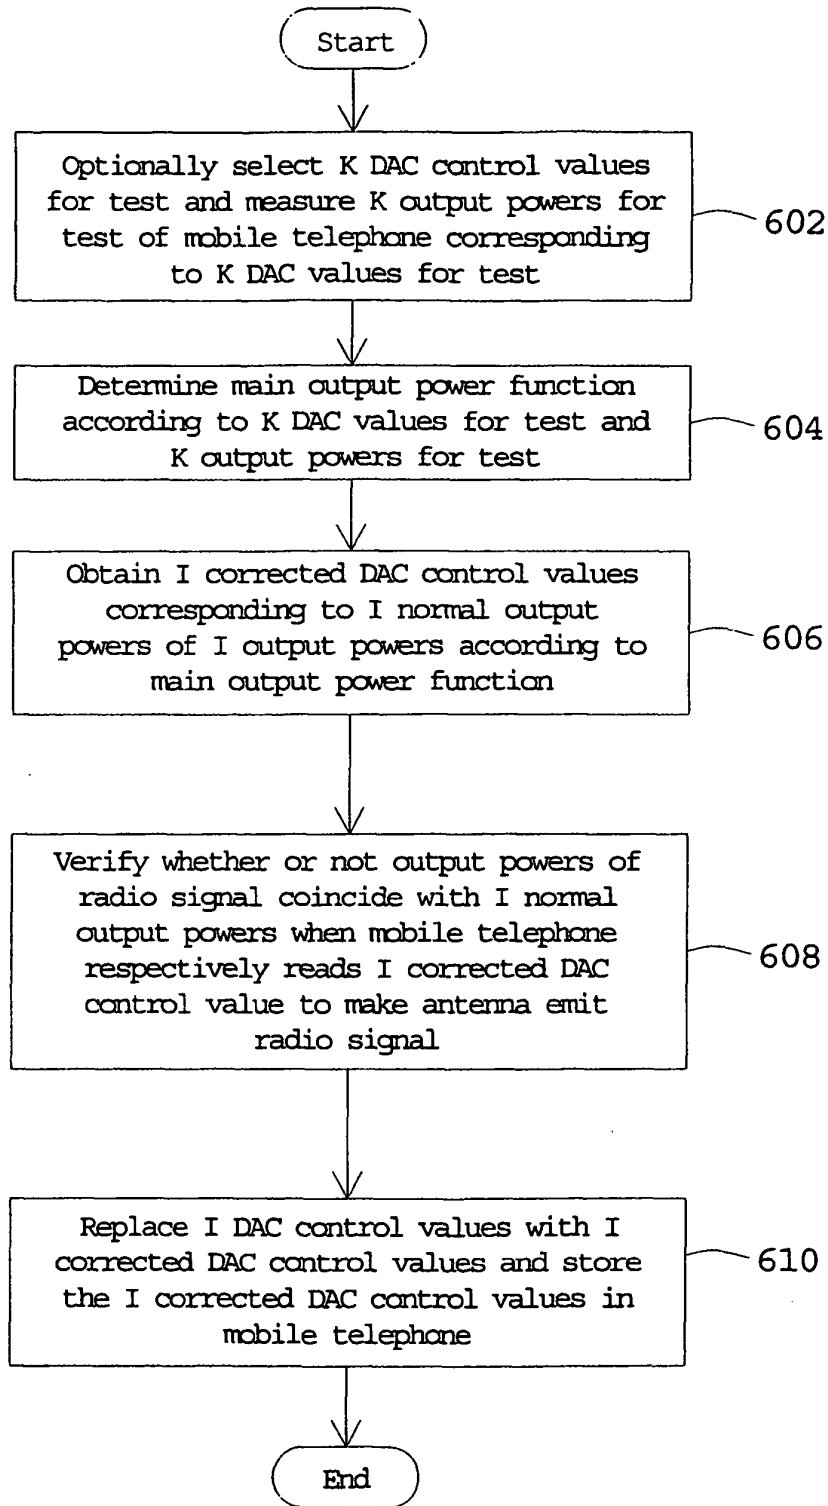 Start
Optionally select K DAC control values
for test and measure K output powers for
test of mobile telephone corresponding
to K DAC values for test
602
Determine main output power function
according to K DAC values for test and
K output powers for test
604
Obtain I corrected DAC control values
corresponding to I normal output
powers of I output powers according to
main output power function
606
Verify whether or not output powers of
radio signal coincide with I normal
output powers when mobile telephone
respectively reads I corrected DAC
control value to make antenna emit
radio signal
608
Replace I DAC control values with I
corrected DAC control values and store
the I corrected DAC control values in
mobile telephone
610
End